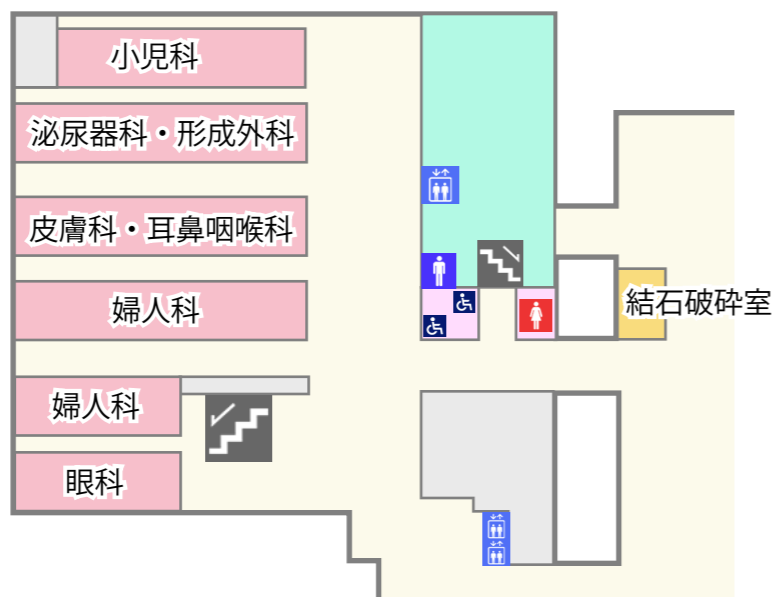 小児科
泌尿器科・形成外科
皮膚科・耳鼻咽喉科
婦人科
結石破砕室
婦人科
眼科